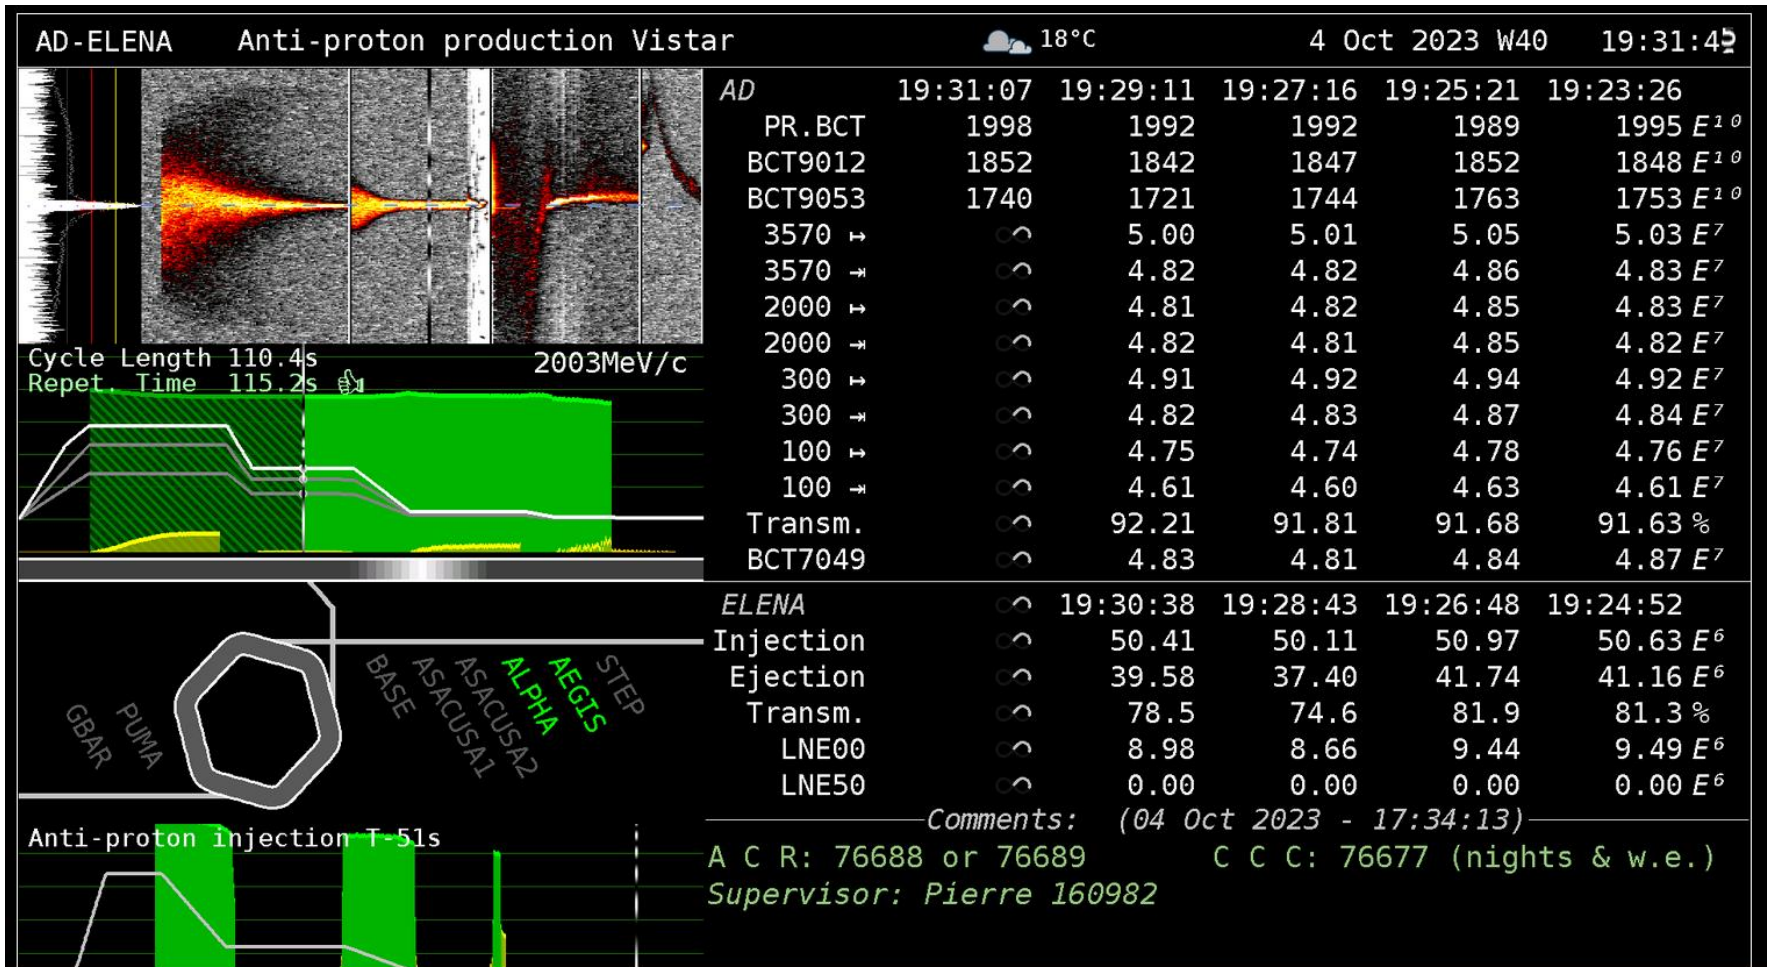 AD-ELENA Anti-proton production Vistar 18°C 4 Oct 2023 W40
AD 19:31:07 19:29:11 19:27:16 19:25:21 19:23:26
PR.BCT 1998 1992 1992 1989 1995 E¹⁰
BCT9012 1852 1842 1847 1852 1848 E¹⁰
BCT9053 1740 1721 1744 1763 1753 E¹⁰
3570 ↦ 5.00 5.01 5.05 5.03 E⁷
3570 ⇥ 4.82 4.82 4.86 4.83 E⁷
2000 ↦ 4.81 4.82 4.85 4.83 E⁷
2000 ⇥ 4.82 4.81 4.85 4.82 E⁷
300 ↦ 4.91 4.92 4.94 4.92 E⁷
300 ⇥ 4.82 4.83 4.87 4.84 E⁷
100 ↦ 4.75 4.74 4.78 4.76 E⁷
100 ⇥ 4.61 4.60 4.63 4.61 E⁷
Transm. 92.21 91.81 91.68 91.63 %
BCT7049 4.83 4.81 4.84 4.87 E⁷
Cycle Length 110.4s 2003MeV/c
Repet. Time 115.2s
ELENA 19:30:38 19:28:43 19:26:48 19:24:52
Injection 50.41 50.11 50.97 50.63 E⁶
Ejection 39.58 37.40 41.74 41.16 E⁶
Transm. 78.5 74.6 81.9 81.3 %
LNE00 8.98 8.66 9.44 9.49 E⁶
LNE50 0.00 0.00 0.00 0.00 E⁶
GBAR
PUMA
BASE
ASACUSA1
ASACUSA2
ALPHA
AEGIS
STEP
Anti-proton injection T-51s
Comments: (04 Oct 2023 - 17:34:13)
A C R: 76688 or 76689 C C C: 76677 (nights & w.e.)
Supervisor: Pierre 160982